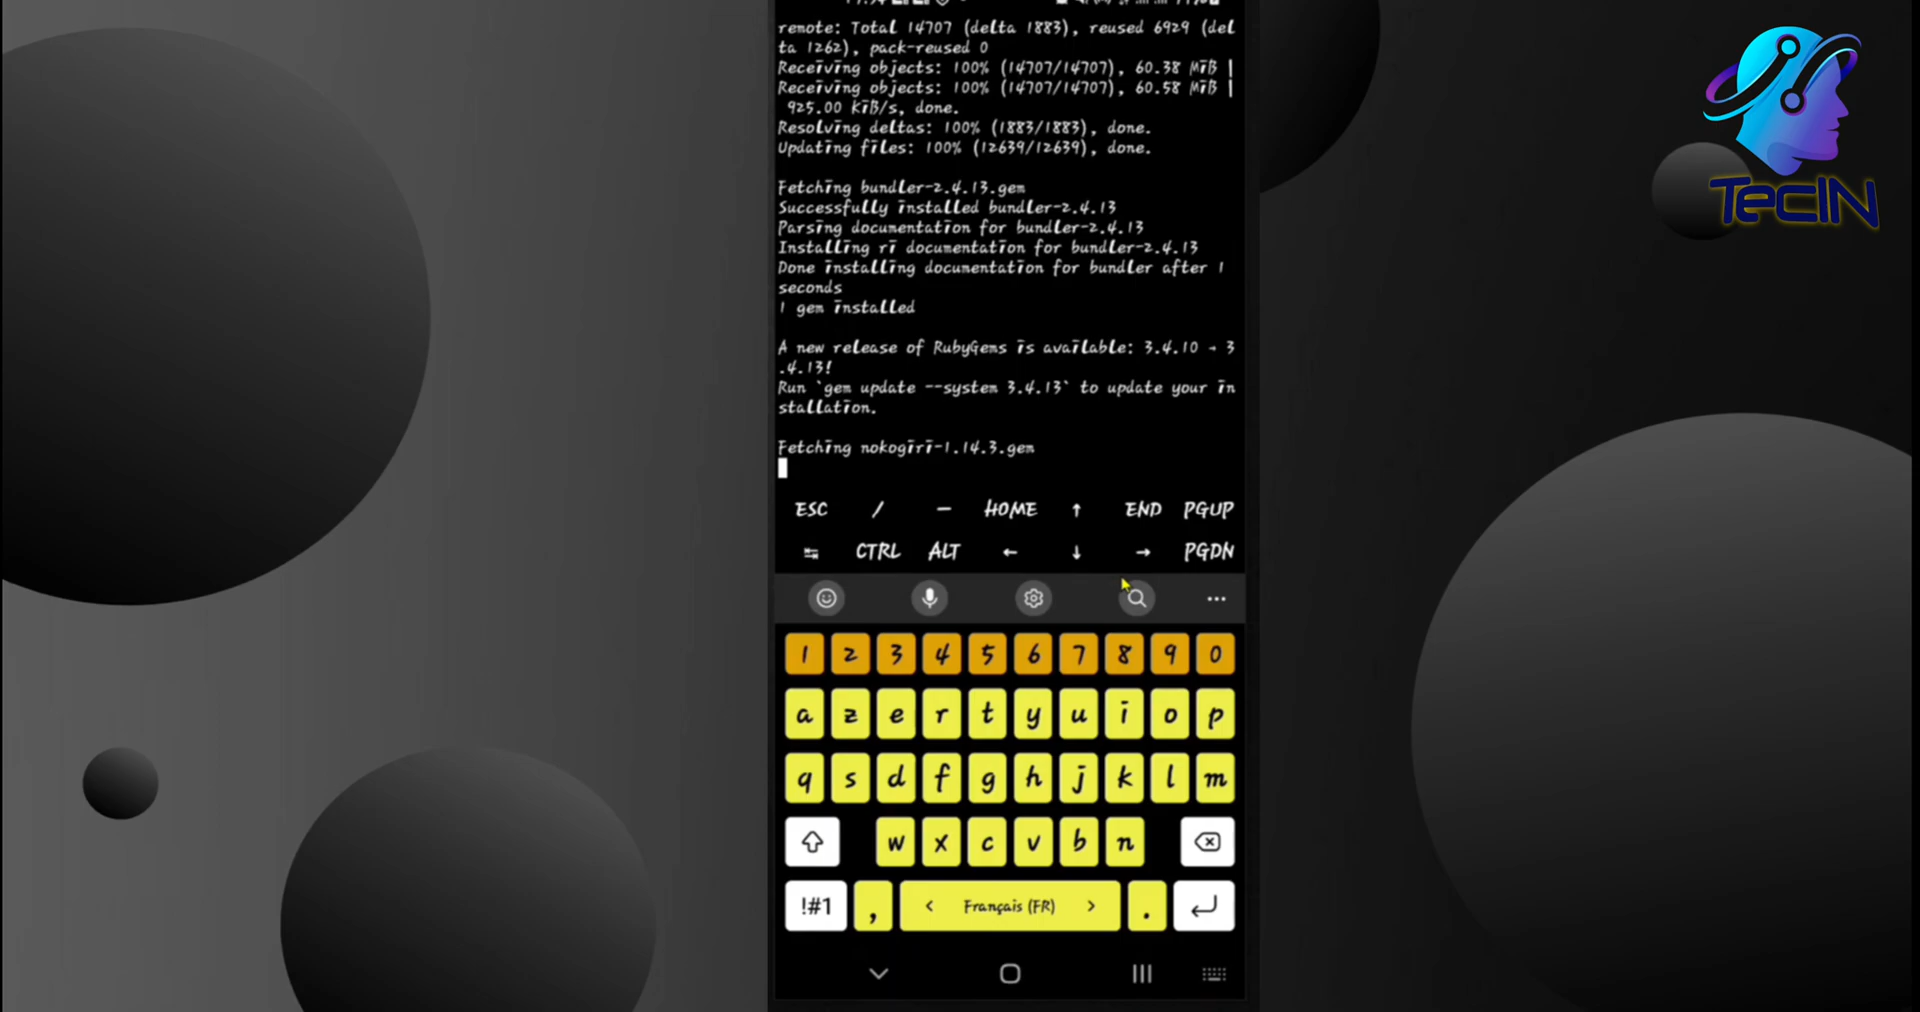 remote: Total 14707 (delta 1883), reused 6929 (del
ta 1262), pack-reused 0
Receiving objects: 100% (14707/14707), 60.38 MiB |
Receiving objects: 100% (14707/14707), 60.58 MiB |
925.00 KiB/s, done.
Resolving deltas: 100% (1883/1883), done.
Updating files: 100% (12639/12639), done.
Fetching bundler-2.4.13.gem
Successfully installed bundler-2.4.13
Parsing documentation for bundler-2.4.13
Installing ri documentation for bundler-2.4.13
Done installing documentation for bundler after 1
seconds
1 gem installed
A new release of RubyGems is available: 3.4.10 → 3
.4.13!
Run `gem update --system 3.4.13` to update your in
stallation.
Fetching nokogiri-1.14.3.gem
ESC / — HOME ↑ END PGUP
↹ CTRL ALT ← ↓ → PGDN
1 2 3 4 5 6 7 8 9 0
a z e r t y u i o p
q s d f g h j k l m
w x c v b n
!#1 , < Français (FR) > .
TecIN